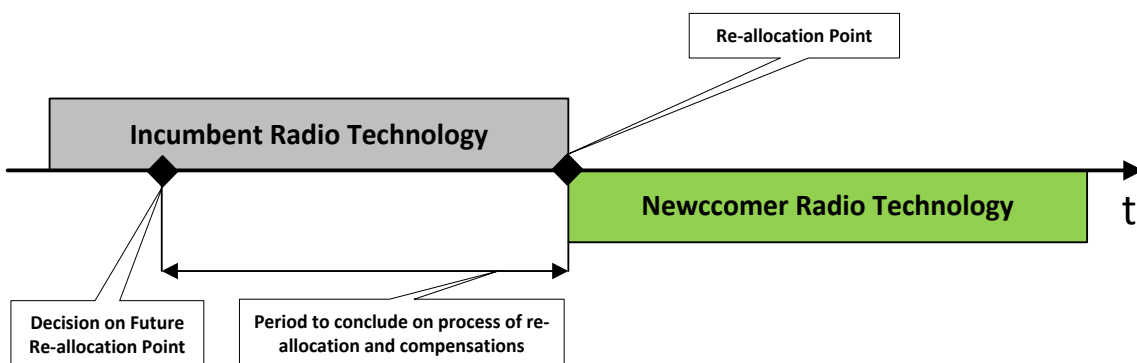 Re-allocation Point
Incumbent Radio Technology
Newccomer Radio Technology
t
Decision on Future
Re-allocation Point
Period to conclude on process of re-
allocation and compensations